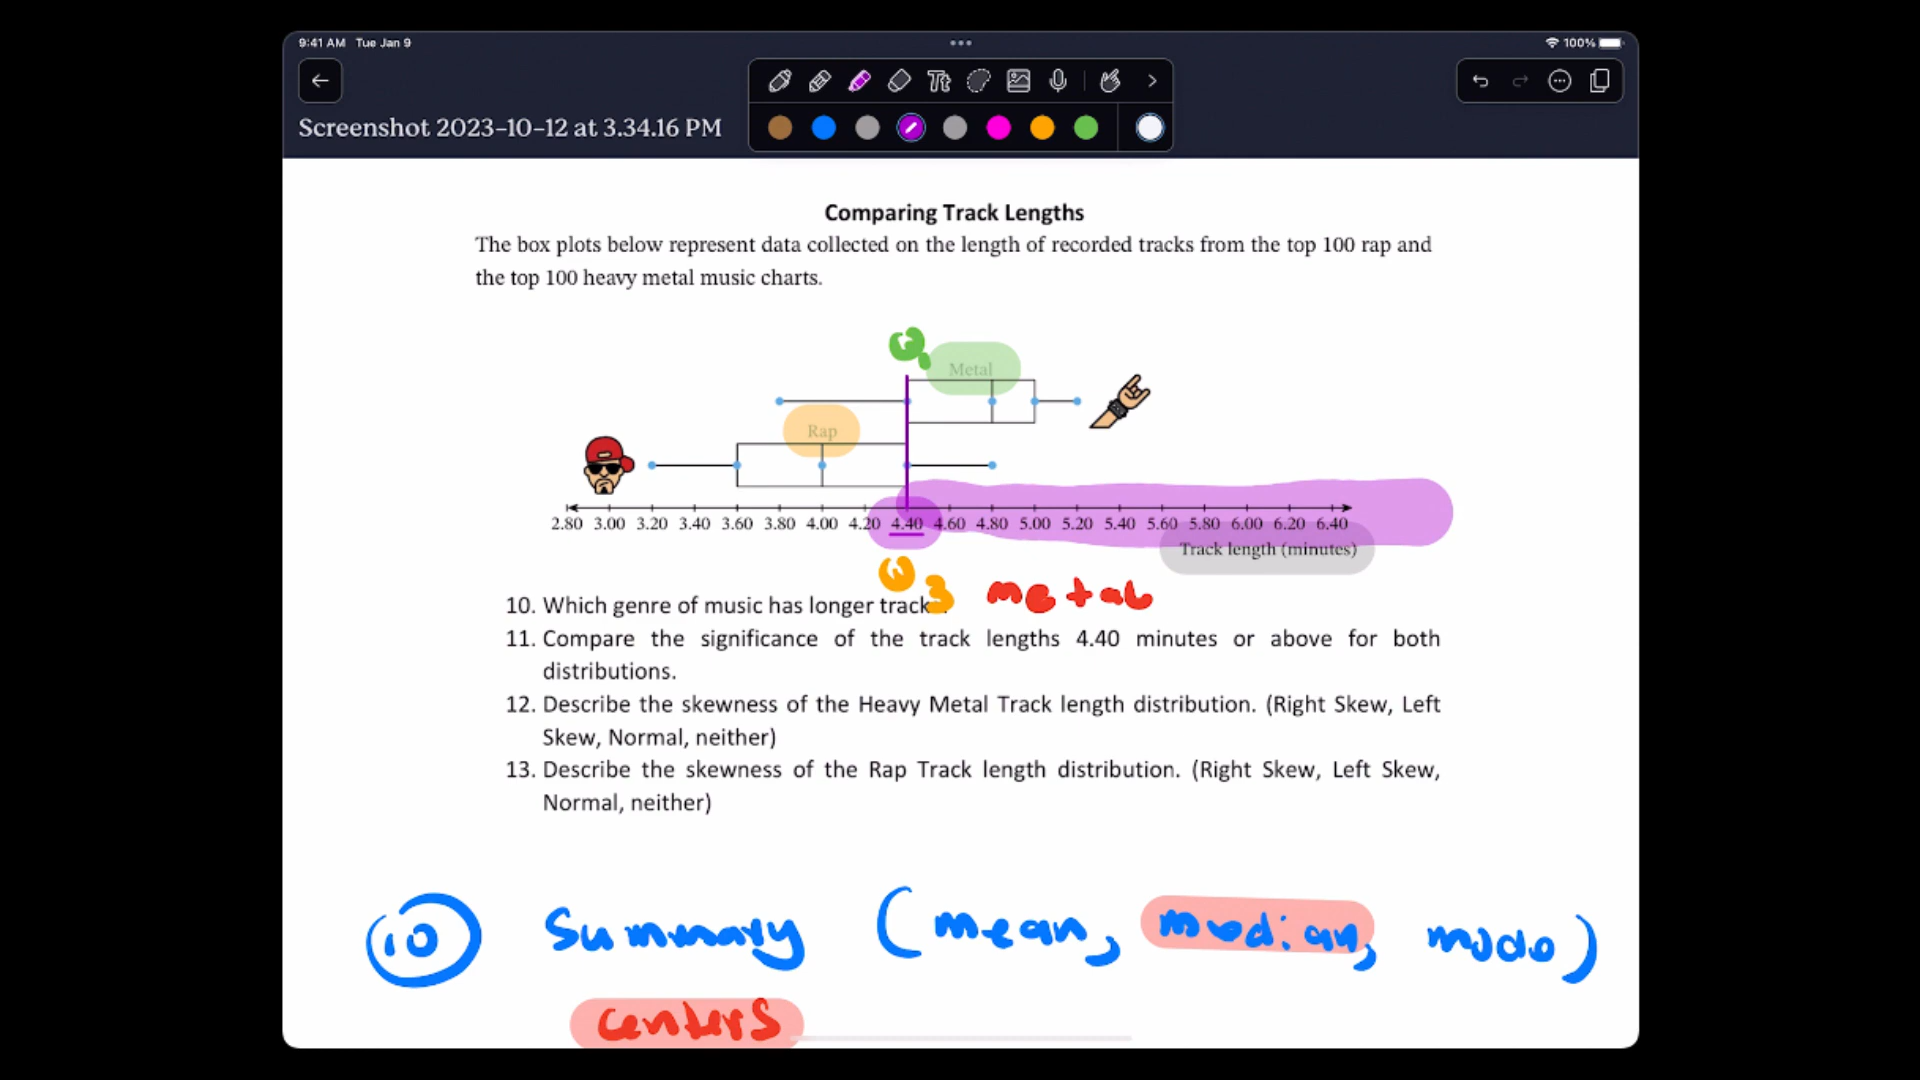 9:41 AM Tue Jan 9
100%
Tt
Screenshot 2023-10-12 at 3.34.16 PM
Comparing Track Lengths
The box plots below represent data collected on the length of recorded tracks from the top 100 rap and
the top 100 heavy metal music charts.
Q1
Metal
Rap
2.80 3.00 3.20 3.40 3.60 3.80 4.00 4.20 4.40 4.60 4.80 5.00 5.20 5.40 5.60 5.80 6.00 6.20 6.40
Track length (minutes)
Q3 metal
10. Which genre of music has longer track
11. Compare the significance of the track lengths 4.40 minutes or above for both
distributions.
12. Describe the skewness of the Heavy Metal Track length distribution. (Right Skew, Left
Skew, Normal, neither)
13. Describe the skewness of the Rap Track length distribution. (Right Skew, Left Skew,
Normal, neither)
10 Summary (mean, median, mode)
centers